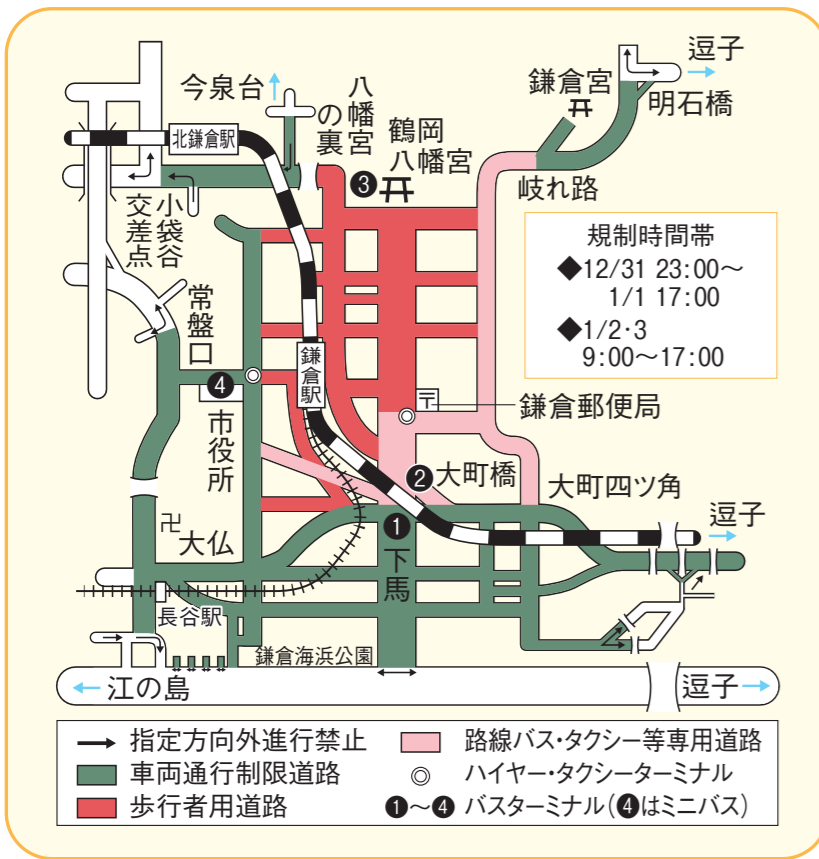 今泉台
八幡宮の裏
鶴岡八幡宮
❸
鎌倉宮
逗子
明石橋
岐れ路
北鎌倉駅
小袋谷交差点
規制時間帯
◆12/31 23:00～
1/1 17:00
◆1/2・3
9:00～17:00
常盤口
鎌倉駅
❹
市役所
〒
鎌倉郵便局
❷
大町橋
大町四ツ角
❶
下馬
卍
大仏
逗子
長谷駅
鎌倉海浜公園
江の島
逗子
指定方向外進行禁止
路線バス・タクシー等専用道路
車両通行制限道路
◎ ハイヤー・タクシーターミナル
歩行者用道路
❶～❹ バスターミナル(❹はミニバス)